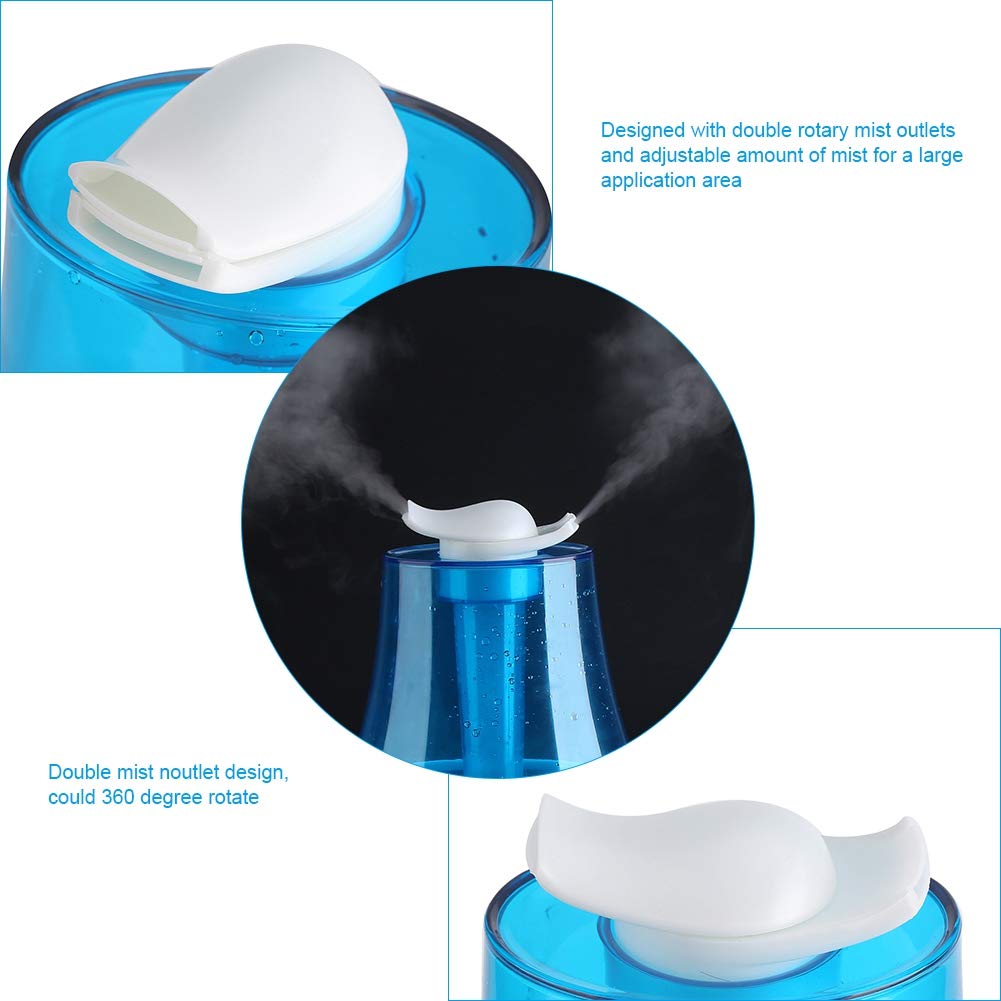 Designed with double rotary mist outlets
and adjustable amount of mist for a large
application area
Double mist noutlet design,
could 360 degree rotate